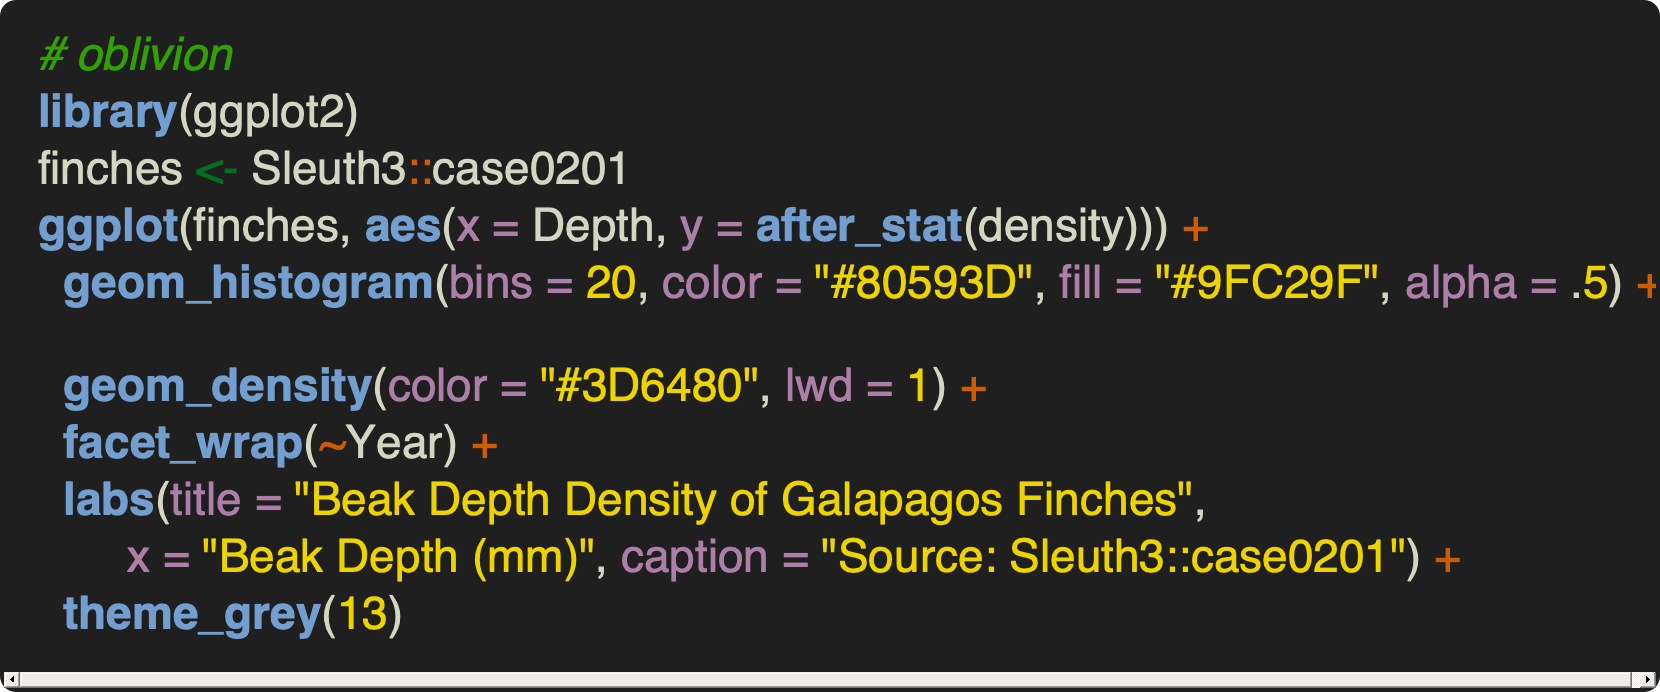 # oblivion
library(ggplot2)
finches <- Sleuth3::case0201
ggplot(finches, aes(x = Depth, y = after_stat(density))) +
  geom_histogram(bins = 20, color = "#80593D", fill = "#9FC29F", alpha = .5) +
  geom_density(color = "#3D6480", lwd = 1) +
  facet_wrap(~Year) +
  labs(title = "Beak Depth Density of Galapagos Finches",
       x = "Beak Depth (mm)", caption = "Source: Sleuth3::case0201") +
  theme_grey(13)